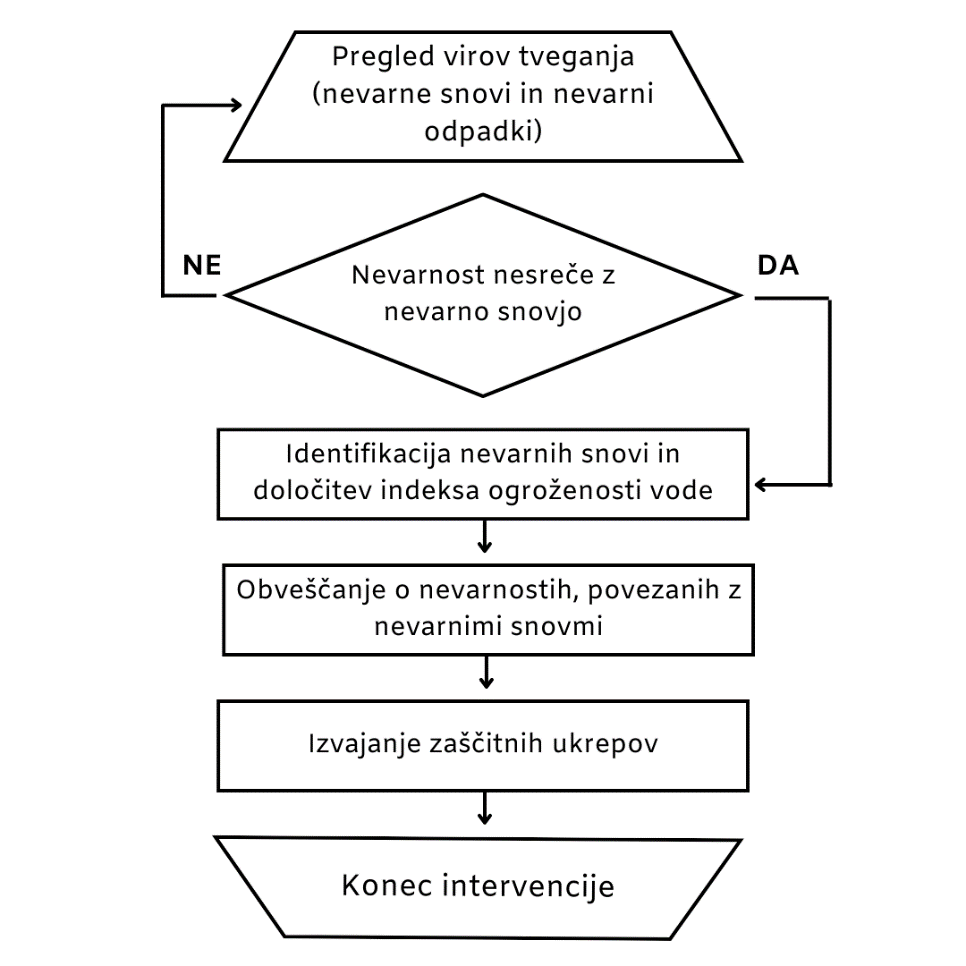 Pregled virov tveganja
(nevarne snovi in nevarni
odpadki)
NE
DA
Nevarnost nesreče z
nevarno snovjo
Identifikacija nevarnih snovi in
določitev indeksa ogroženosti vode
Obveščanje o nevarnostih, povezanih z
nevarnimi snovmi
Izvajanje zaščitnih ukrepov
Konec intervencije